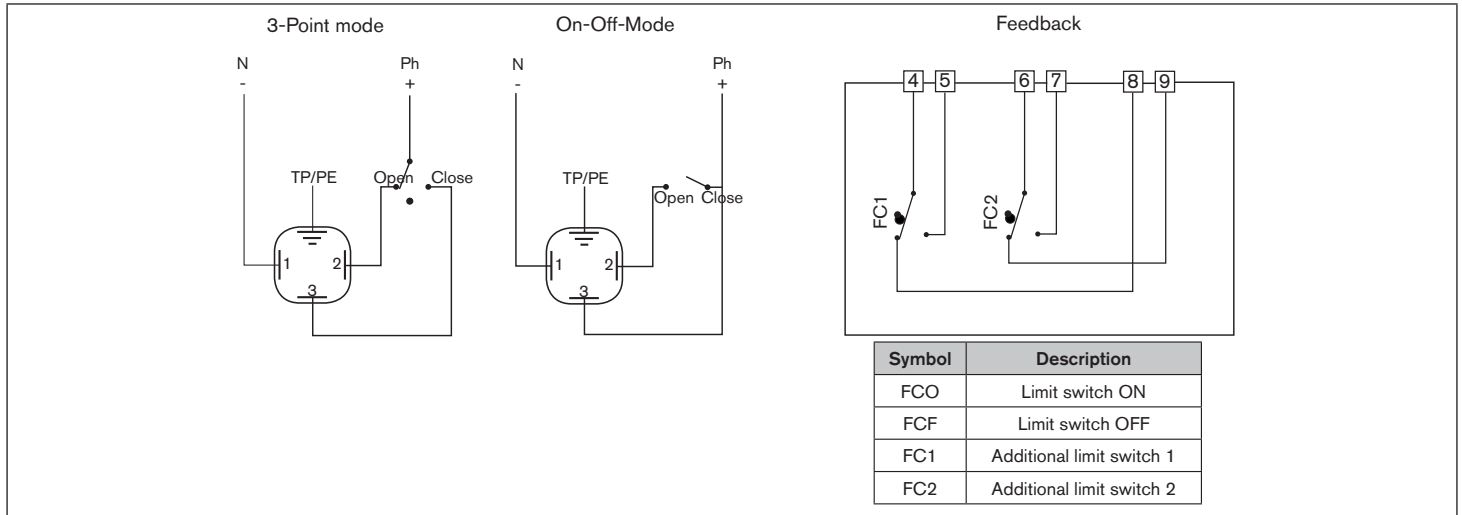 3-Point mode
On-Off-Mode
Feedback
N
-
Ph
+
TP/PE
Open Close
1
2
3
N
-
Ph
+
TP/PE
Open Close
1
2
3
4 5 6 7 8 9
FC1
FC2
Symbol Description
FCO Limit switch ON
FCF Limit switch OFF
FC1 Additional limit switch 1
FC2 Additional limit switch 2